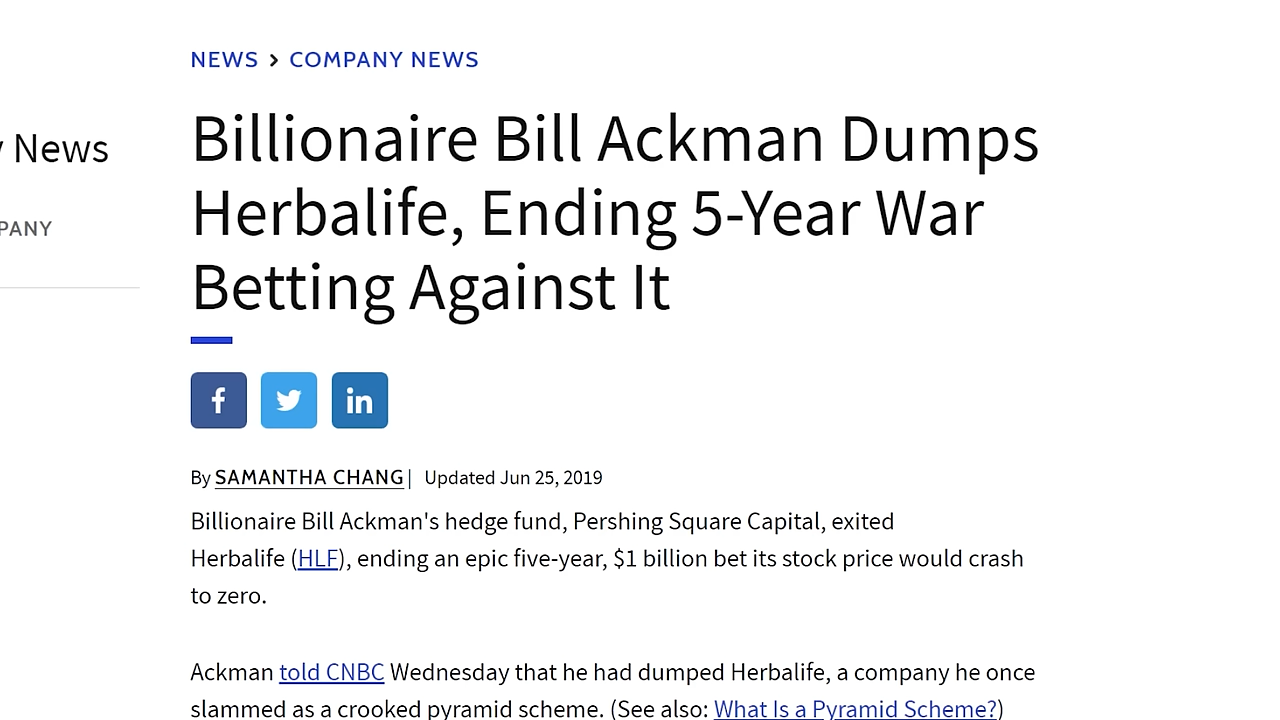 NEWS > COMPANY NEWS
Billionaire Bill Ackman Dumps
Herbalife, Ending 5-Year War
Betting Against It
News
PANY
f in
By SAMANTHA CHANG | Updated Jun 25, 2019
Billionaire Bill Ackman's hedge fund, Pershing Square Capital, exited
Herbalife (HLF), ending an epic five-year, $1 billion bet its stock price would crash
to zero.
Ackman told CNBC Wednesday that he had dumped Herbalife, a company he once
slammed as a crooked pyramid scheme. (See also: What Is a Pyramid Scheme?)